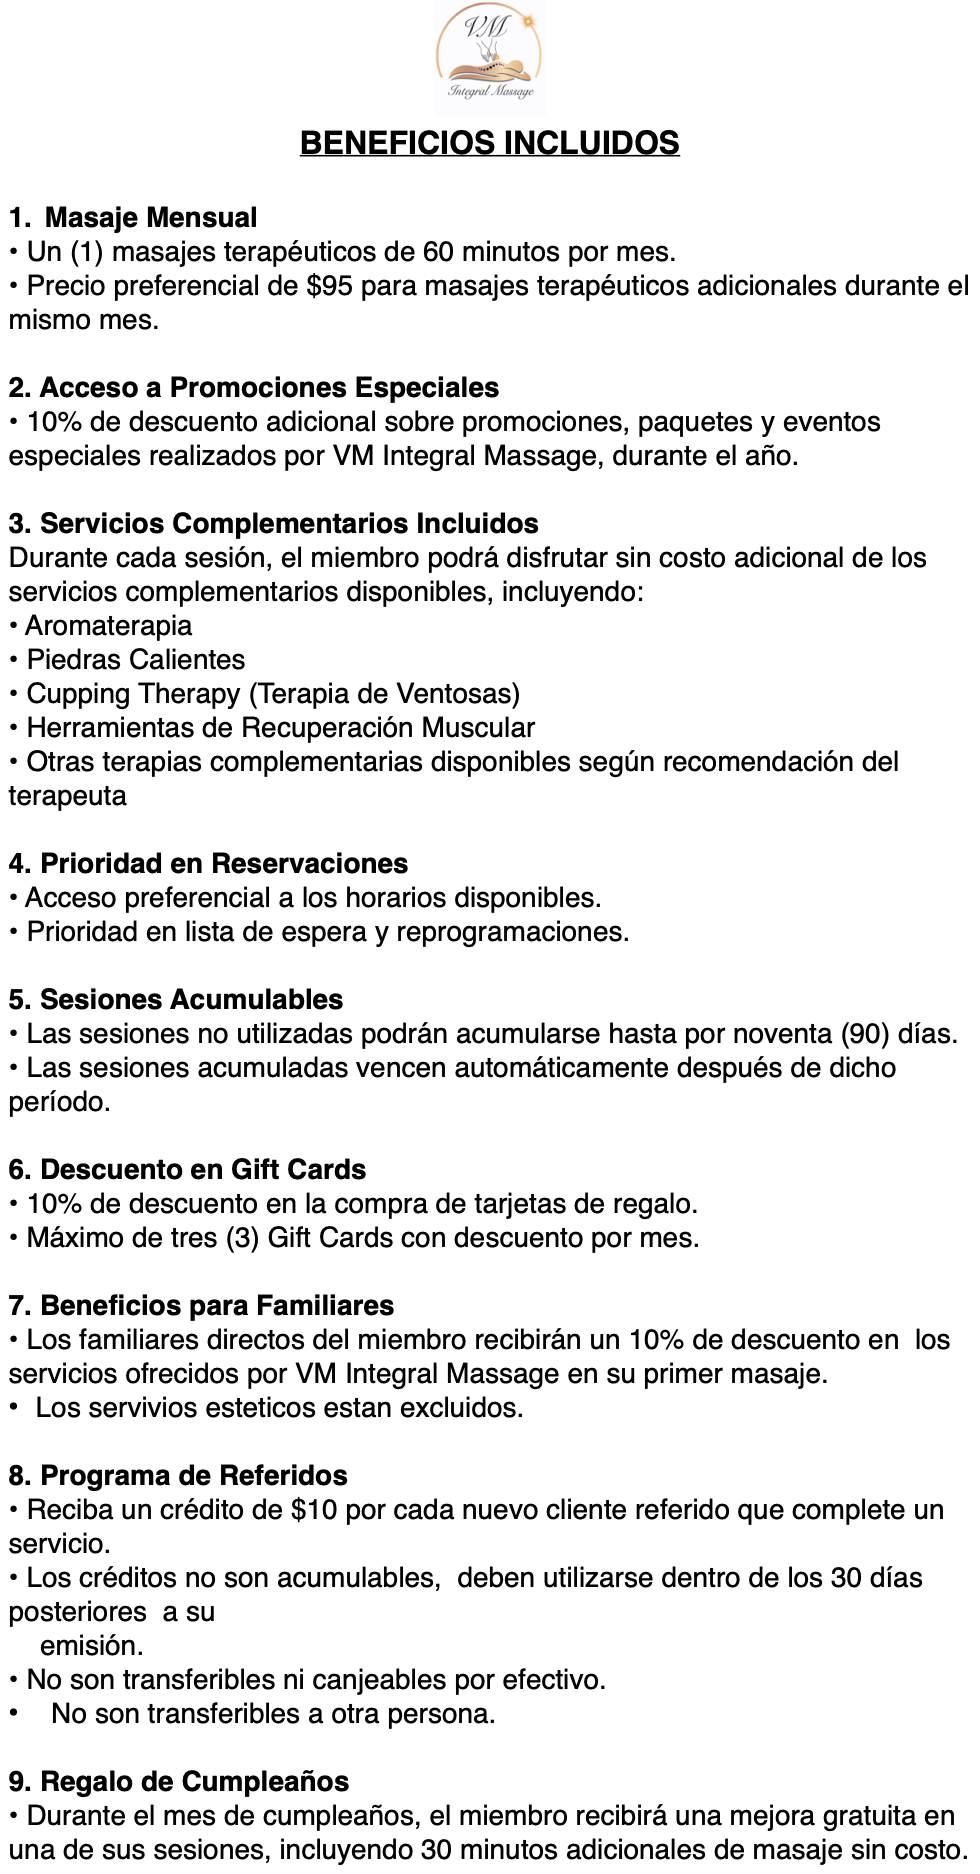 VM
Integral Massage
BENEFICIOS INCLUIDOS
1. Masaje Mensual
• Un (1) masajes terapéuticos de 60 minutos por mes.
• Precio preferencial de $95 para masajes terapéuticos adicionales durante el
mismo mes.
2. Acceso a Promociones Especiales
• 10% de descuento adicional sobre promociones, paquetes y eventos
especiales realizados por VM Integral Massage, durante el año.
3. Servicios Complementarios Incluidos
Durante cada sesión, el miembro podrá disfrutar sin costo adicional de los
servicios complementarios disponibles, incluyendo:
• Aromaterapia
• Piedras Calientes
• Cupping Therapy (Terapia de Ventosas)
• Herramientas de Recuperación Muscular
• Otras terapias complementarias disponibles según recomendación del
terapeuta
4. Prioridad en Reservaciones
• Acceso preferencial a los horarios disponibles.
• Prioridad en lista de espera y reprogramaciones.
5. Sesiones Acumulables
• Las sesiones no utilizadas podrán acumularse hasta por noventa (90) días.
• Las sesiones acumuladas vencen automáticamente después de dicho
período.
6. Descuento en Gift Cards
• 10% de descuento en la compra de tarjetas de regalo.
• Máximo de tres (3) Gift Cards con descuento por mes.
7. Beneficios para Familiares
• Los familiares directos del miembro recibirán un 10% de descuento en  los
servicios ofrecidos por VM Integral Massage en su primer masaje.
•  Los servivios esteticos estan excluidos.
8. Programa de Referidos
• Reciba un crédito de $10 por cada nuevo cliente referido que complete un
servicio.
• Los créditos no son acumulables,  deben utilizarse dentro de los 30 días
posteriores  a su
emisión.
• No son transferibles ni canjeables por efectivo.
•    No son transferibles a otra persona.
9. Regalo de Cumpleaños
• Durante el mes de cumpleaños, el miembro recibirá una mejora gratuita en
una de sus sesiones, incluyendo 30 minutos adicionales de masaje sin costo.